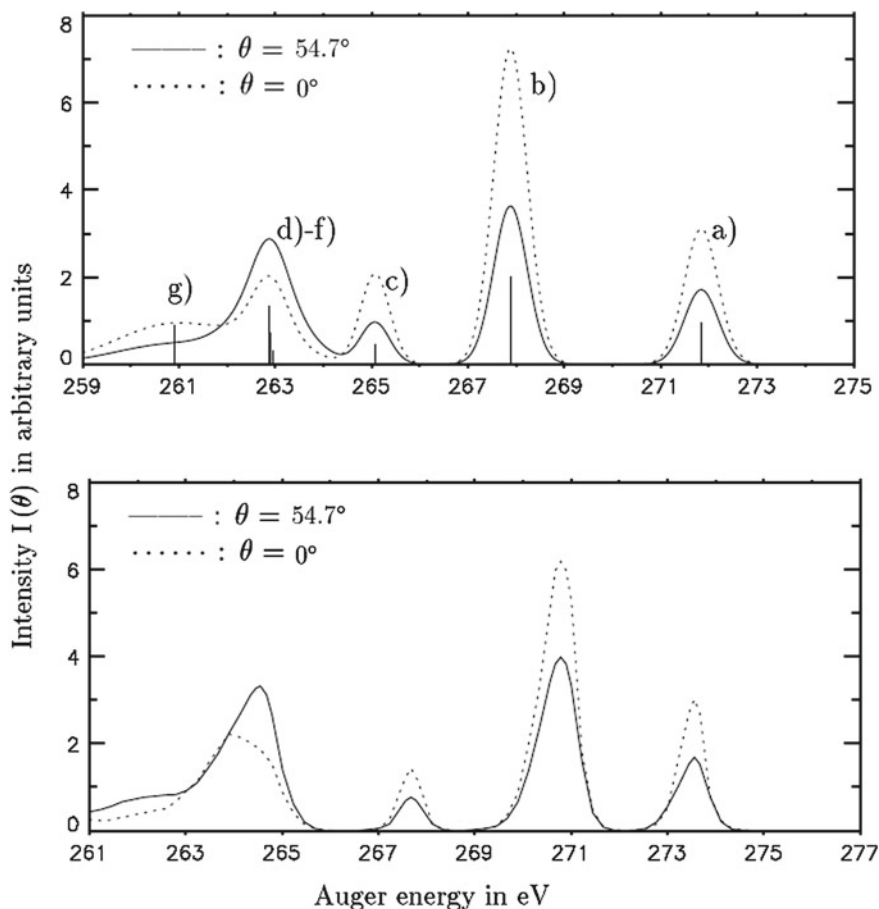 8
6
4
2
0
——— : θ = 54.7°
· · · · · · : θ = 0°
b)
d)-f)
a)
g)
c)
259 261 263 265 267 269 271 273 275
Intensity I(θ) in arbitrary units
8
6
4
2
0
——— : θ = 54.7°
· · · · · · : θ = 0°
261 263 265 267 269 271 273 275 277
Auger energy in eV